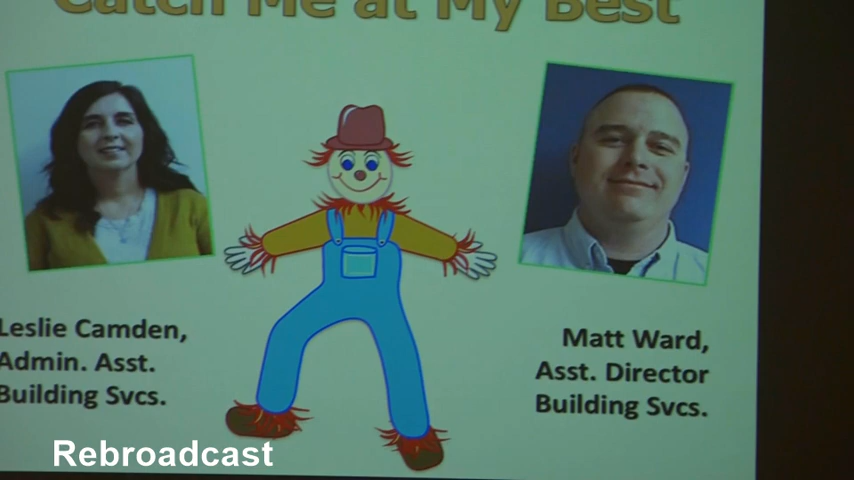 Catch Me at My Best
Leslie Camden,
Admin. Asst.
Building Svcs.
Matt Ward,
Asst. Director
Building Svcs.
Rebroadcast